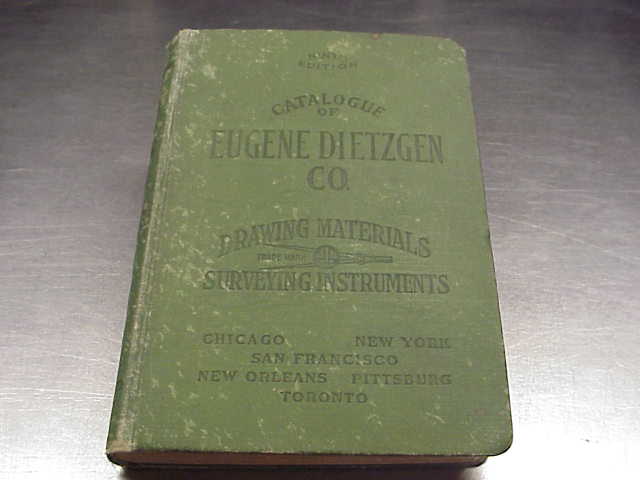 NINTH
EDITION
CATALOGUE
OF
EUGENE DIETZGEN
CO.
DRAWING MATERIALS
TRADE MARK
SURVEYING INSTRUMENTS
CHICAGO NEW YORK
SAN FRANCISCO
NEW ORLEANS PITTSBURG
TORONTO